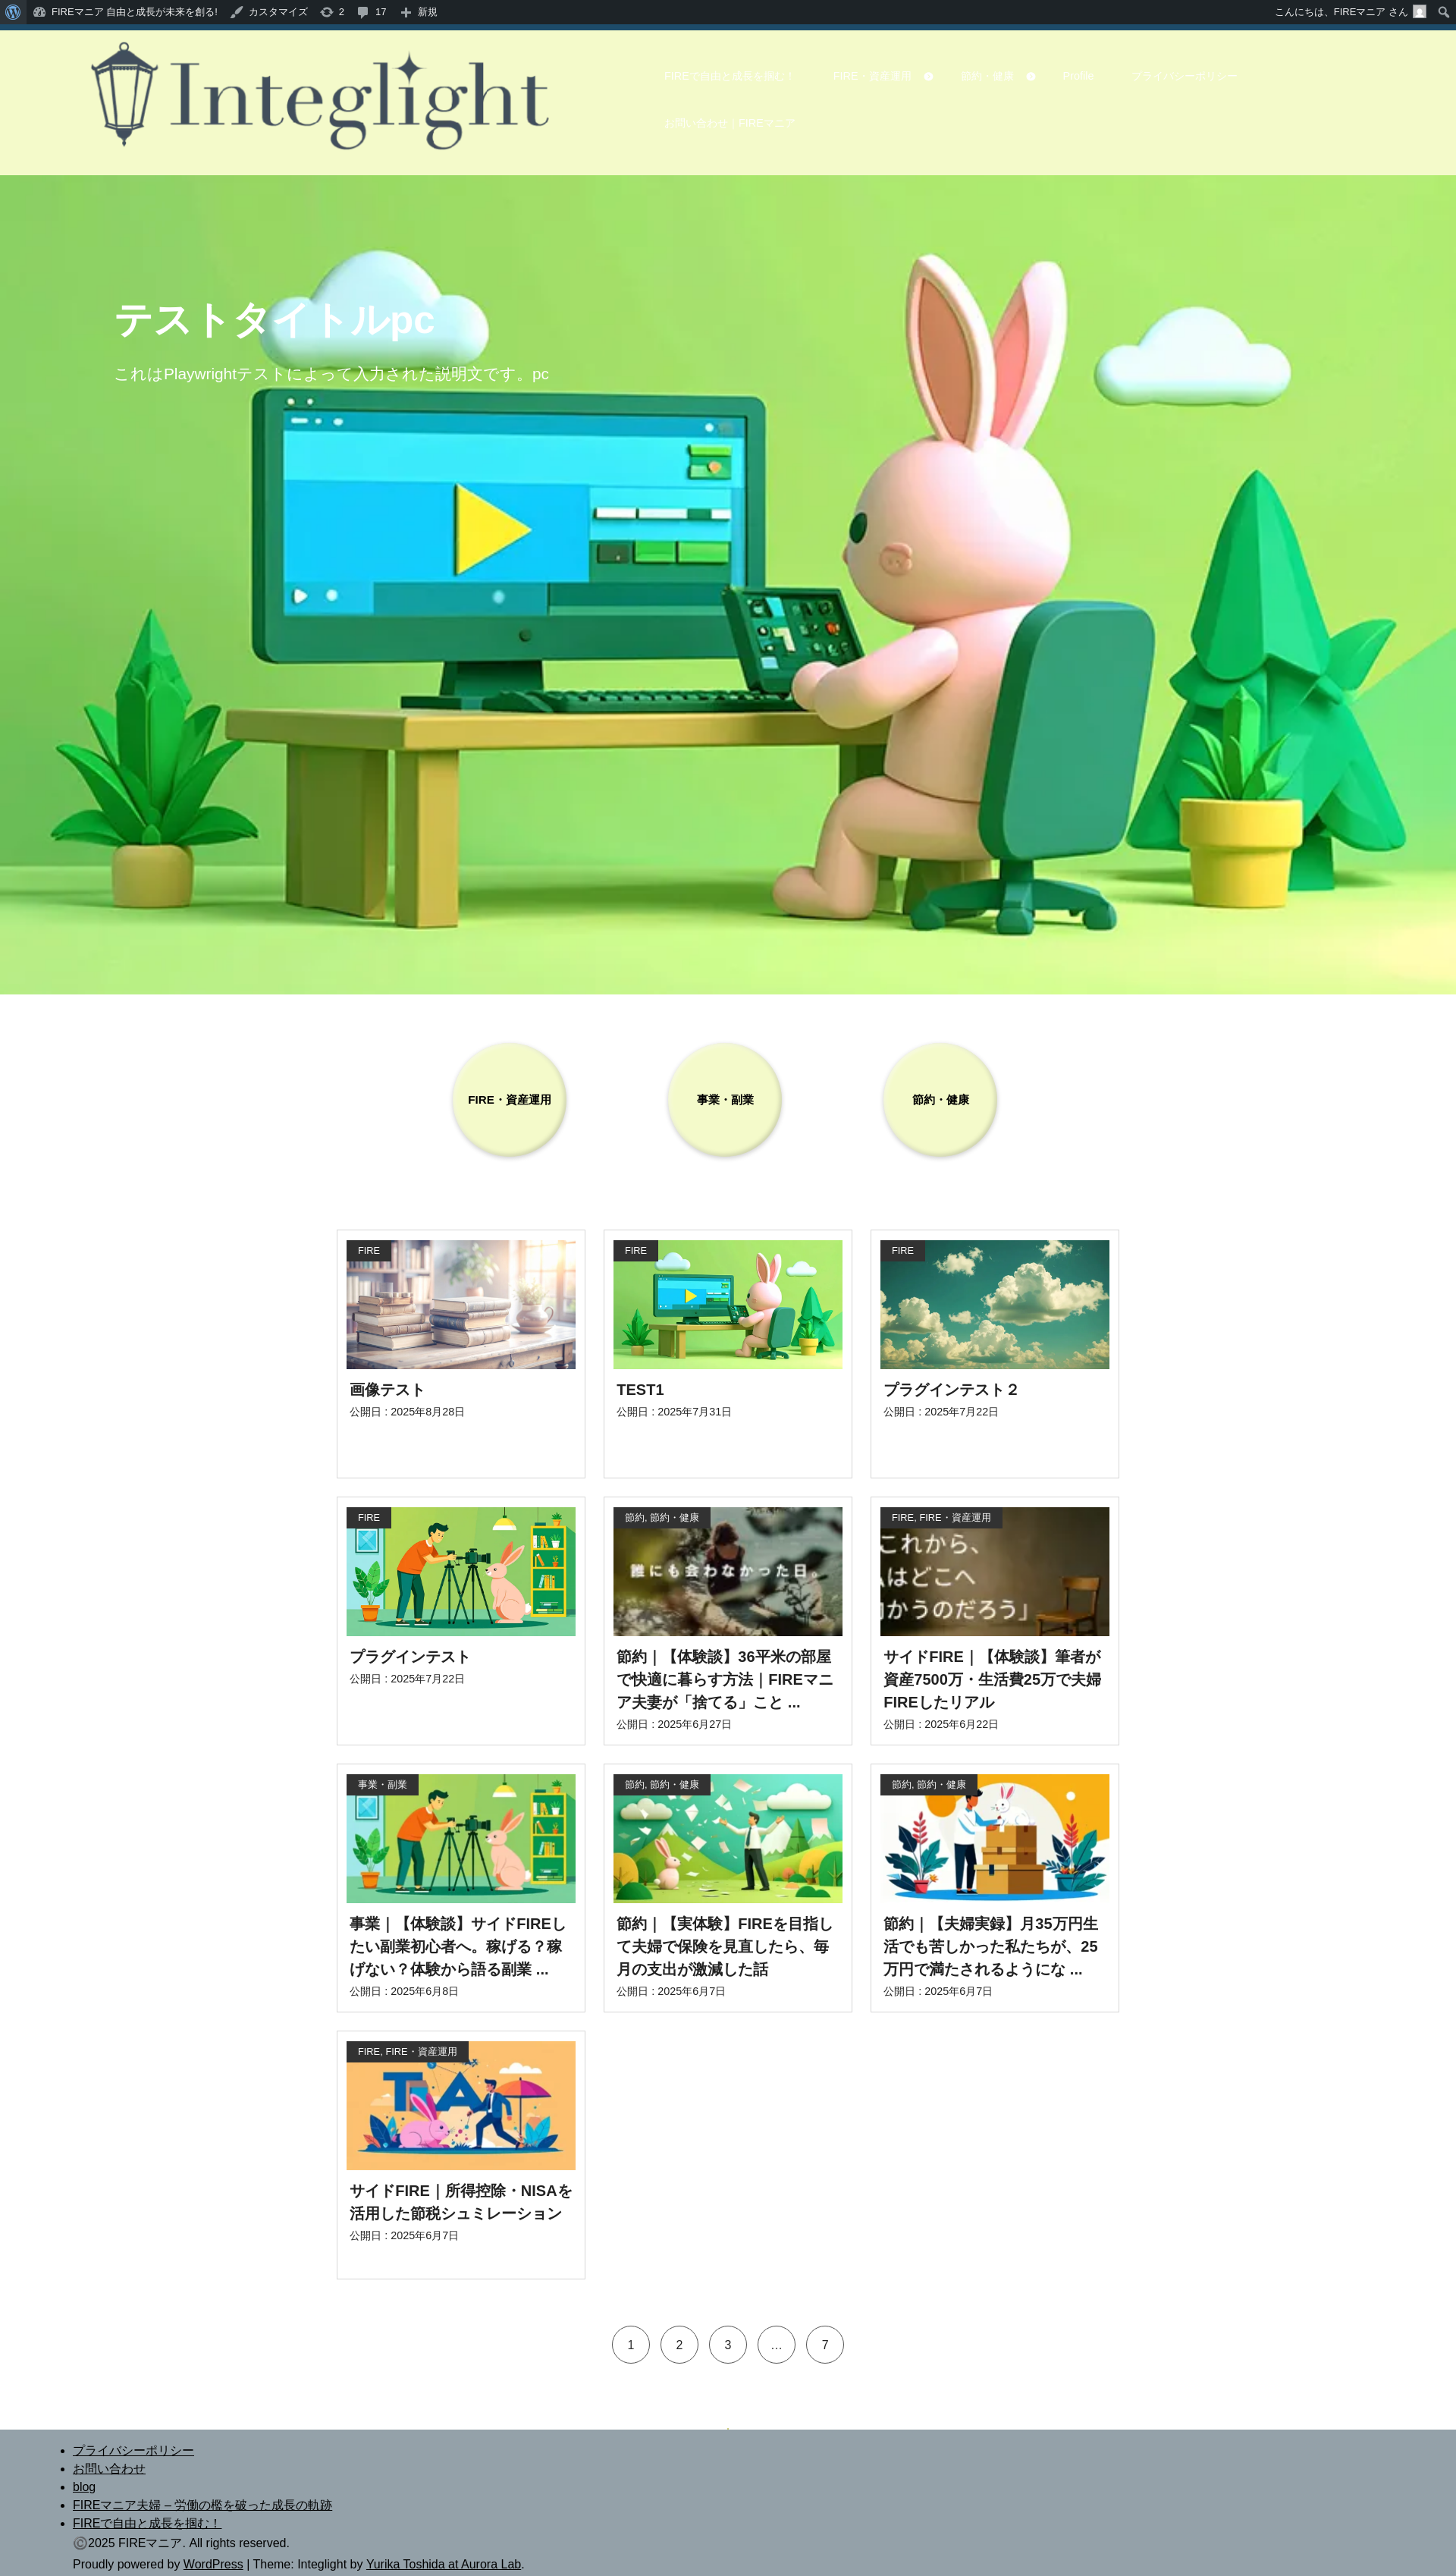 FIREマニア 自由と成長が未来を創る! カスタマイズ 2 17 新規 こんにちは、FIREマニア さん
Integlight
FIREで自由と成長を掴む！ FIRE・資産運用 節約・健康 Profile プライバシーポリシー
お問い合わせ - FIREマニア
テストタイトルpc
これはPlaywrightテストによって入力された説明文です。pc
FIRE・資産運用 事業・副業 節約・健康
FIRE
画像テスト
公開日 : 2025年8月28日
FIRE
TEST1
公開日 : 2025年7月31日
FIRE
プラグインテスト２
公開日 : 2025年7月22日
FIRE
プラグインテスト
公開日 : 2025年7月22日
節約, 節約・健康
誰にも会わなかった日。
節約｜【体験談】36平米の部屋
で快適に暮らす方法｜FIREマニ
ア夫妻が「捨てる」こと ...
公開日 : 2025年6月27日
FIRE, FIRE・資産運用
これから、
はどこへ
かうのだろう」
サイドFIRE｜【体験談】筆者が
資産7500万・生活費25万で夫婦
FIREしたリアル
公開日 : 2025年6月22日
事業・副業
事業｜【体験談】サイドFIREし
たい副業初心者へ。稼げる？稼
げない？体験から語る副業 ...
公開日 : 2025年6月8日
節約, 節約・健康
節約｜【実体験】FIREを目指し
て夫婦で保険を見直したら、毎
月の支出が激減した話
公開日 : 2025年6月7日
節約, 節約・健康
節約｜【夫婦実録】月35万円生
活でも苦しかった私たちが、25
万円で満たされるようにな ...
公開日 : 2025年6月7日
FIRE, FIRE・資産運用
TA
サイドFIRE｜所得控除・NISAを
活用した節税シュミレーション
公開日 : 2025年6月7日
1 2 3 … 7
プライバシーポリシー
お問い合わせ
blog
FIREマニア夫婦 – 労働の檻を破った成長の軌跡
FIREで自由と成長を掴む！
Ⓒ2025 FIREマニア. All rights reserved.
Proudly powered by WordPress | Theme: Integlight by Yurika Toshida at Aurora Lab.